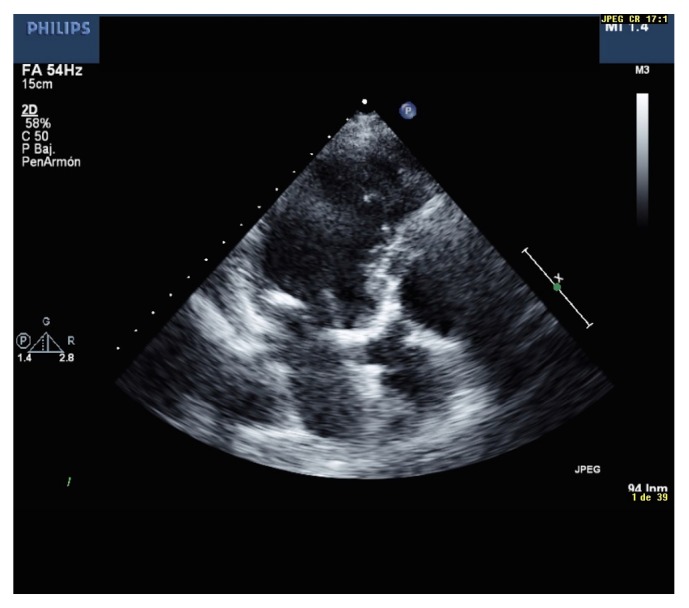 PHILIPS
JPEG CR 17:1
MI 1.4
FA 54Hz
15cm
M3
2D
58%
C 50
P Baj.
PenArmón
P
G
P R
1.4 2.8
X
JPEG
94 lpm
1 de 39